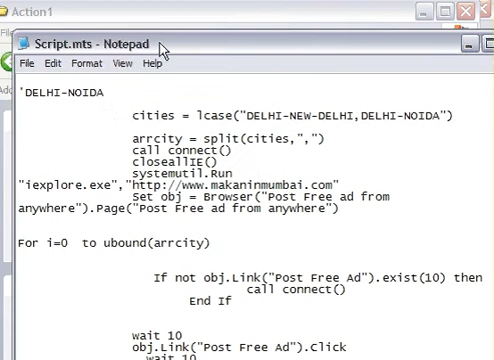 Action1
Script.mts - Notepad
File Edit Format View Help
'DELHI-NOIDA
cities = lcase("DELHI-NEW-DELHI,DELHI-NOIDA")
arrcity = split(cities,",")
call connect()
closeallIE()
systemutil.Run
"iexplore.exe","http://www.makaninmumbai.com"
Set obj = Browser("Post Free ad from
anywhere").Page("Post Free ad from anywhere")
For i=0 to ubound(arrcity)
If not obj.Link("Post Free Ad").exist(10) then
call connect()
End If
wait 10
obj.Link("Post Free Ad").Click
wait 10